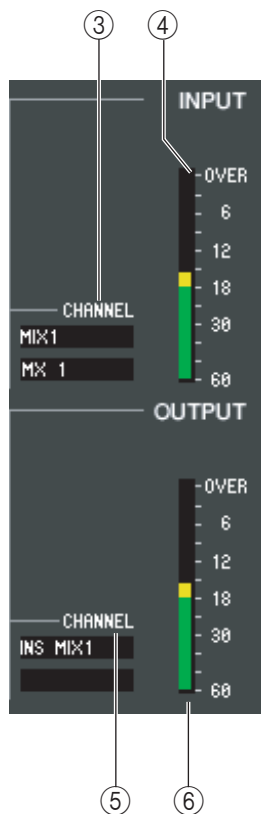 ③ ④
INPUT
OVER
6
12
18
30
60
CHANNEL
MIX1
MX 1
OUTPUT
OVER
6
12
18
30
60
CHANNEL
INS MIX1
⑤ ⑥